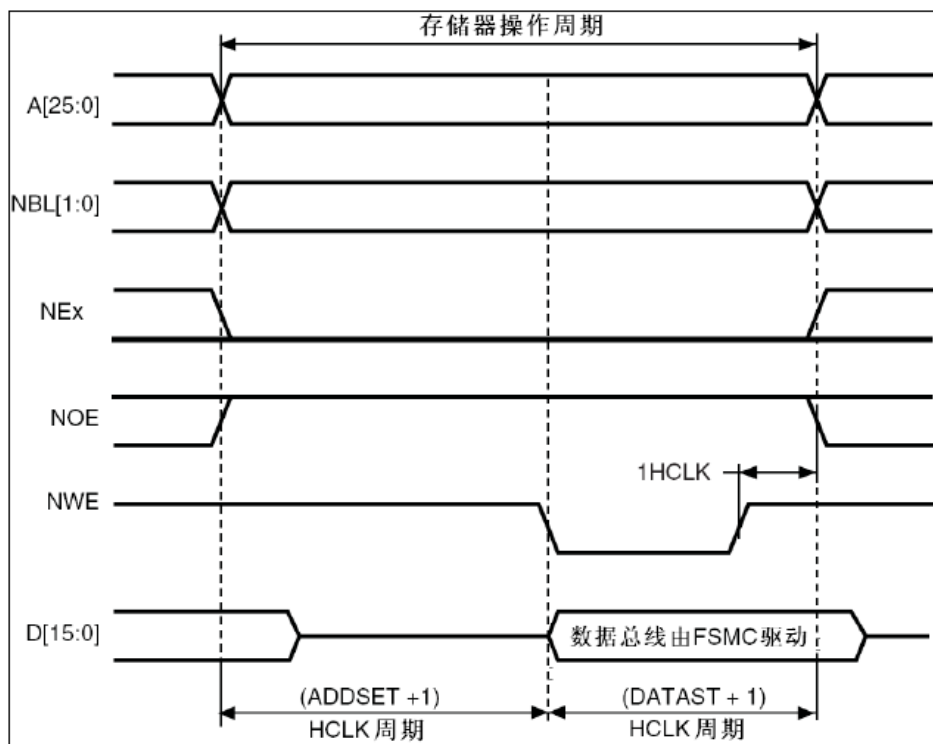 存储器操作周期
A[25:0]
NBL[1:0]
NEx
NOE
1HCLK
NWE
D[15:0]
数据总线由FSMC驱动
(ADDSET +1)
HCLK 周期
(DATAST + 1)
HCLK 周期